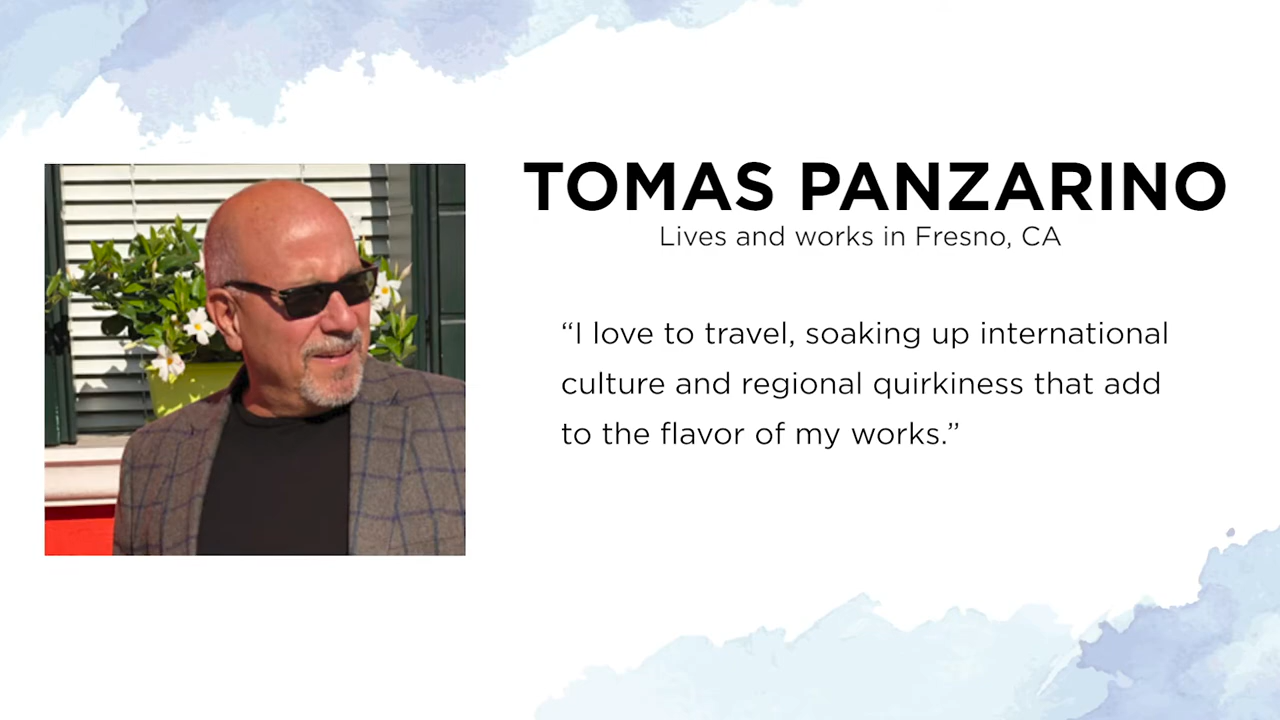 TOMAS PANZARINO
Lives and works in Fresno, CA
“I love to travel, soaking up international
culture and regional quirkiness that add
to the flavor of my works.”